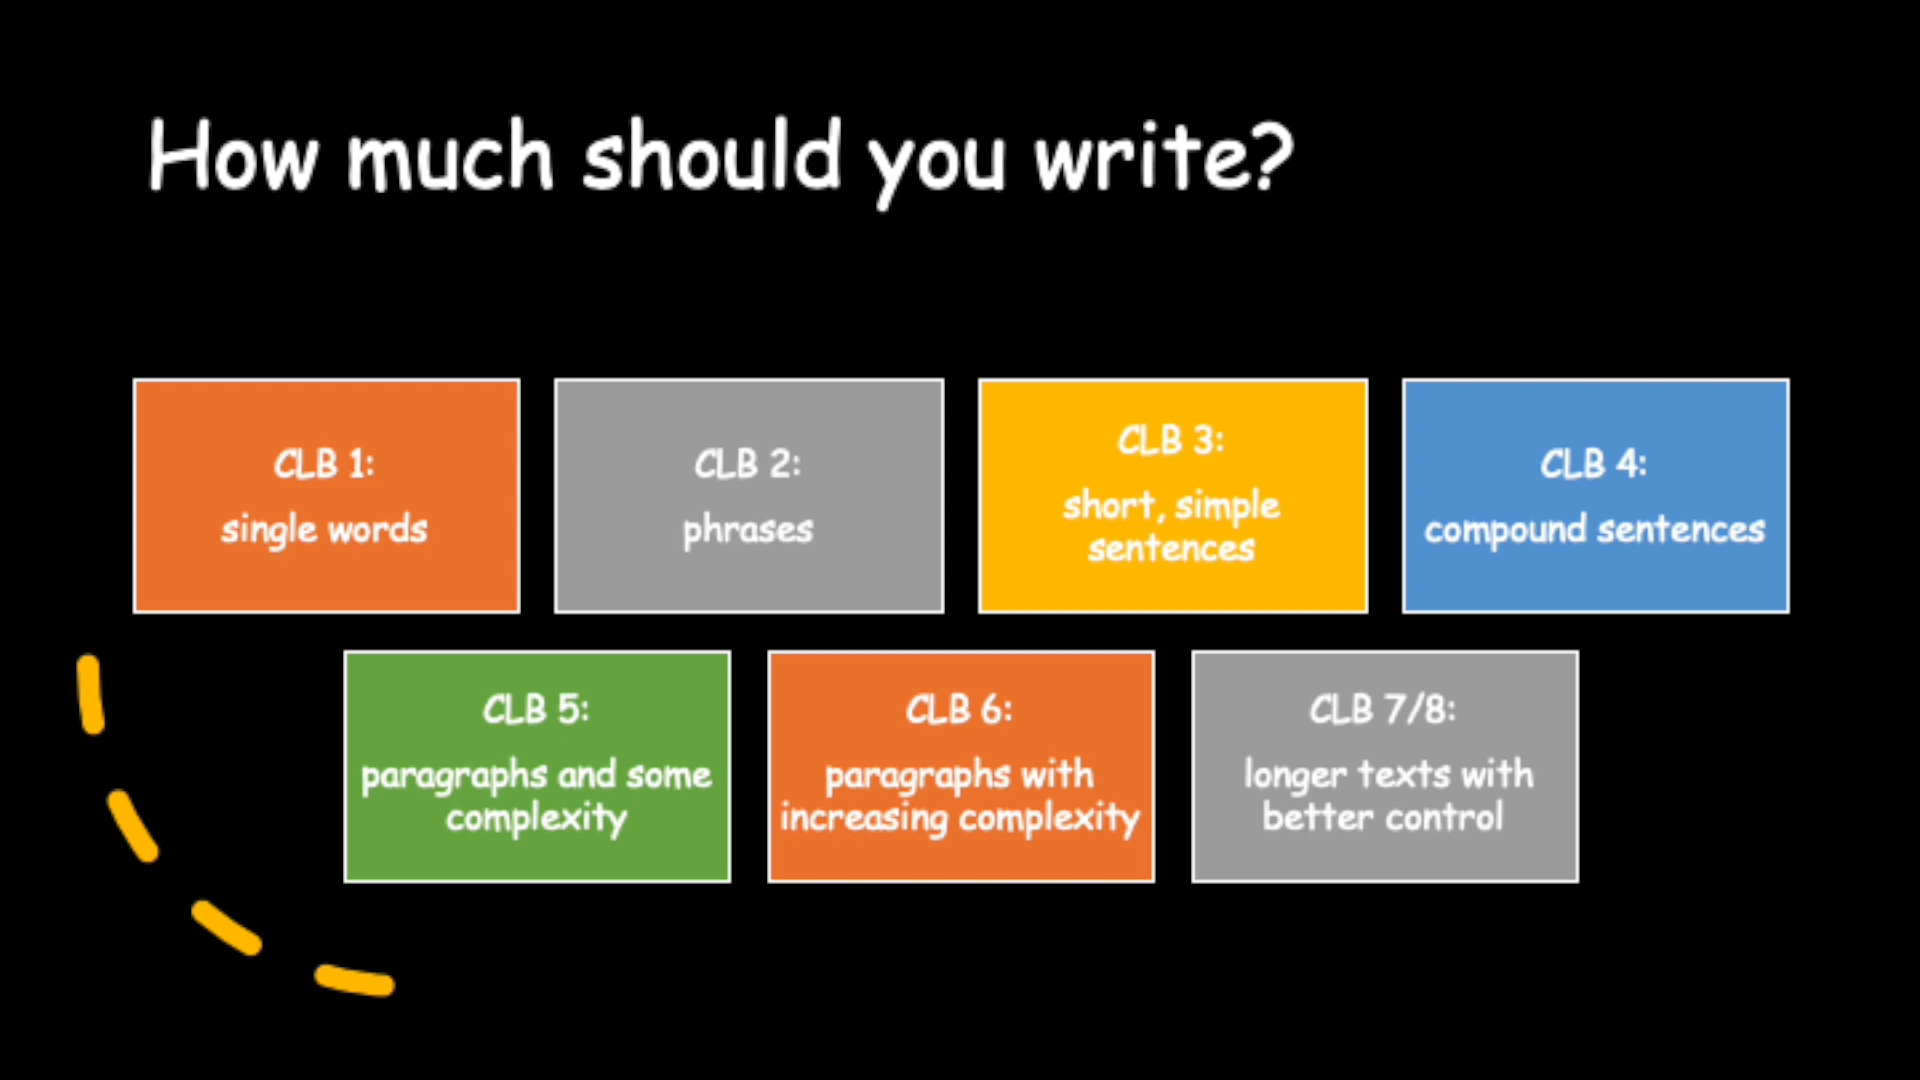 How much should you write?
CLB 1:
single words
CLB 2:
phrases
CLB 3:
short, simple
sentences
CLB 4:
compound sentences
CLB 5:
paragraphs and some
complexity
CLB 6:
paragraphs with
increasing complexity
CLB 7/8:
longer texts with
better control